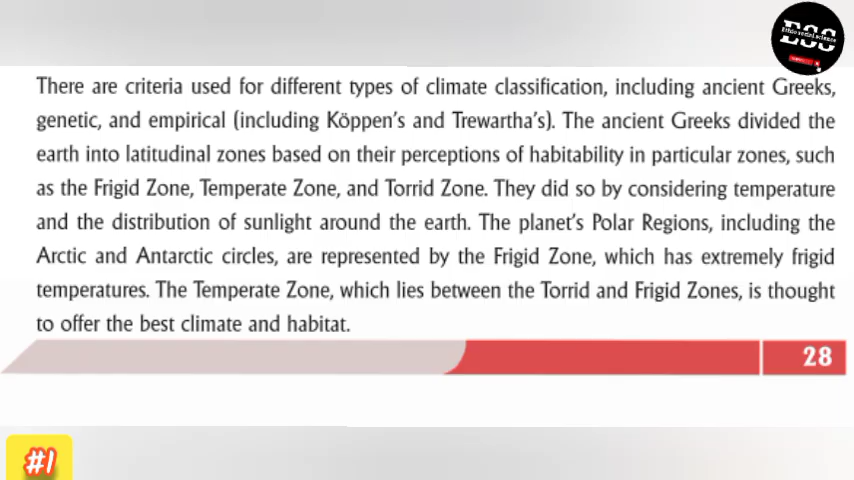 ESS
Ethio social science
There are criteria used for different types of climate classification, including ancient Greeks,
genetic, and empirical (including Köppen's and Trewartha's). The ancient Greeks divided the
earth into latitudinal zones based on their perceptions of habitability in particular zones, such
as the Frigid Zone, Temperate Zone, and Torrid Zone. They did so by considering temperature
and the distribution of sunlight around the earth. The planet's Polar Regions, including the
Arctic and Antarctic circles, are represented by the Frigid Zone, which has extremely frigid
temperatures. The Temperate Zone, which lies between the Torrid and Frigid Zones, is thought
to offer the best climate and habitat.
28
#1